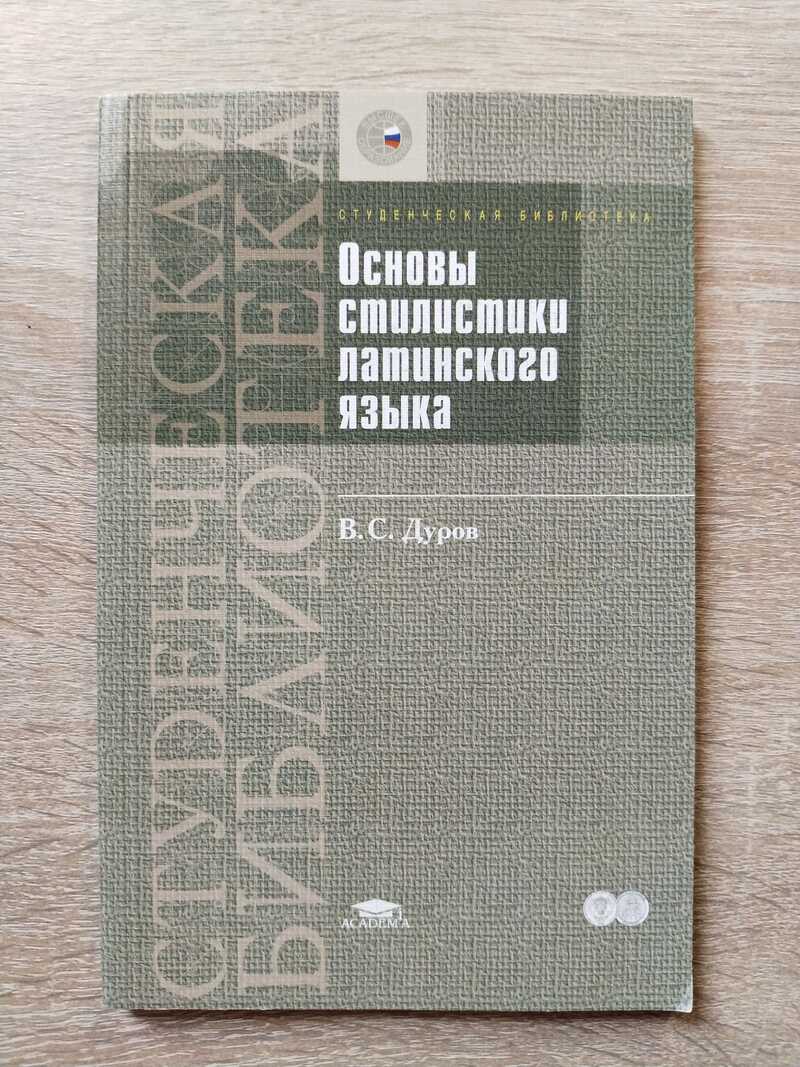 СТУДЕНЧЕСКАЯ
БИБЛИОТЕКА
СТУДЕНЧЕСКАЯ БИБЛИОТЕКА
Основы
стилистики
латинского
языка
В. С. Дуров
ACADEMA